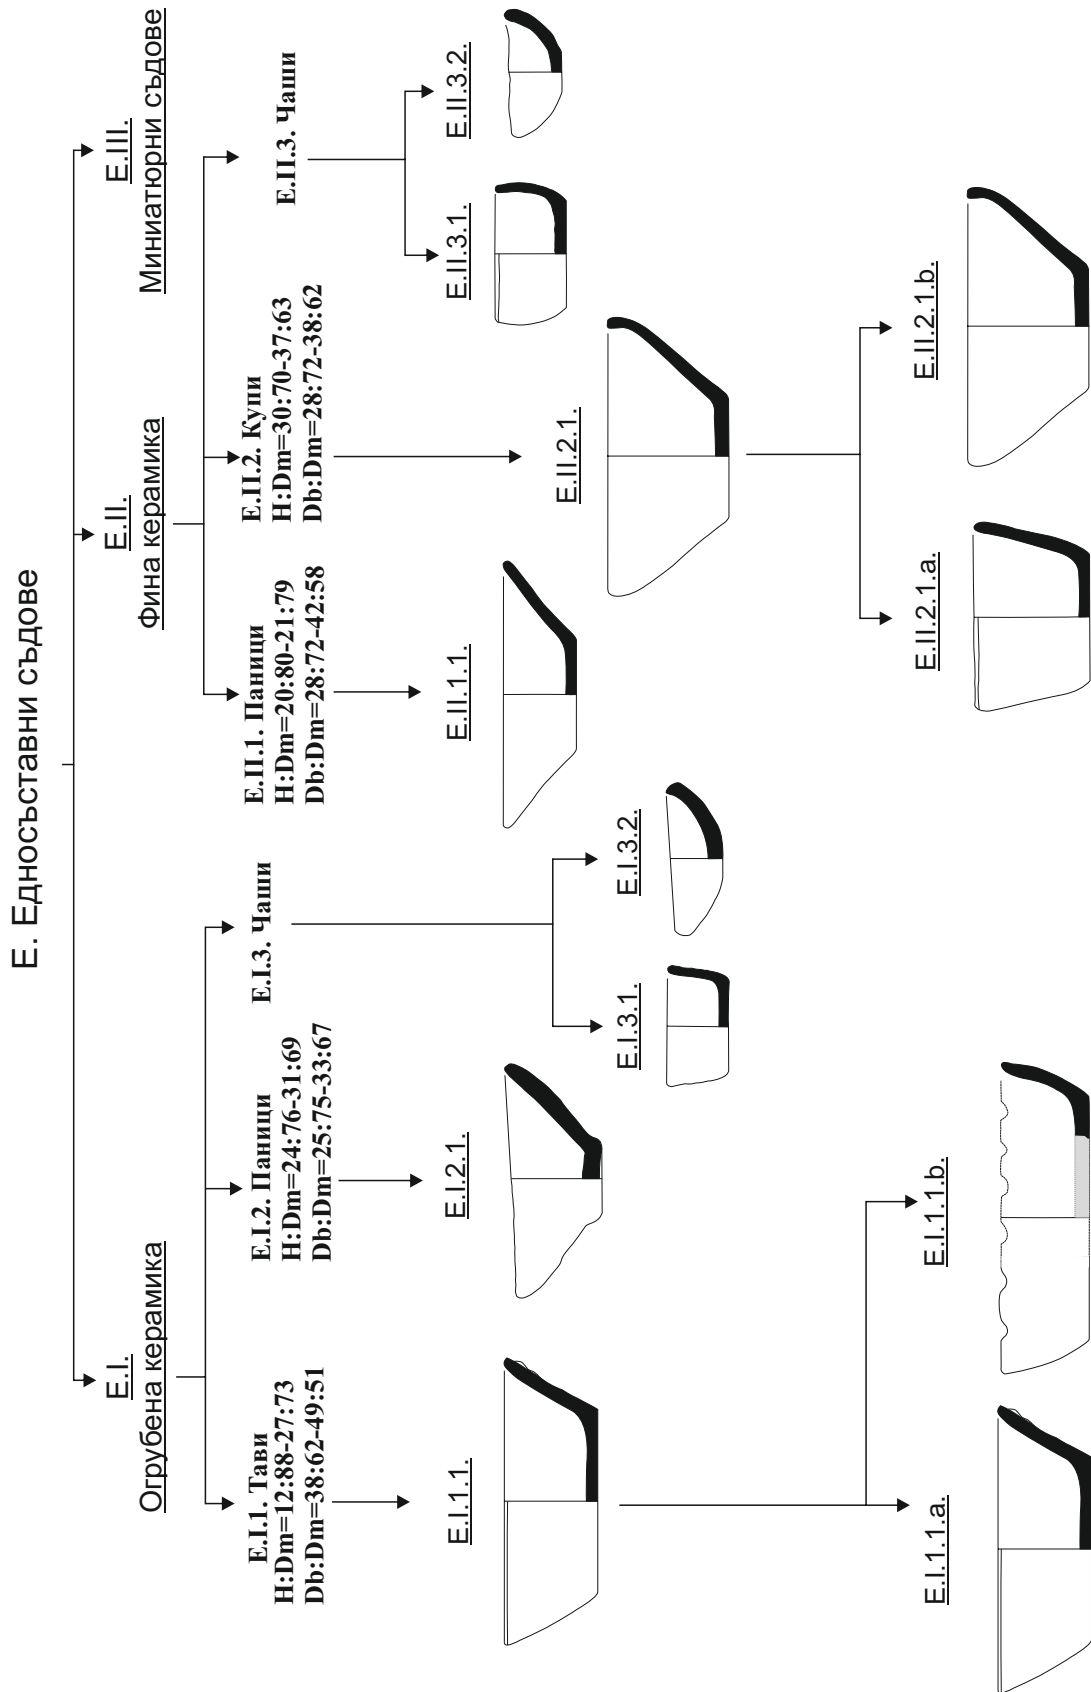 Е. Едносъставни съдове
E.I.
Огрубена керамика
E.II.
Фина керамика
E.III.
Миниатюрни съдове
E.I.1. Тави
H:Dm=12:88-27:73
Db:Dm=38:62-49:51
E.I.2. Паници
H:Dm=24:76-31:69
Db:Dm=25:75-33:67
E.I.3. Чаши
E.II.1. Паници
H:Dm=20:80-21:79
Db:Dm=28:72-42:58
E.II.2. Купи
H:Dm=30:70-37:63
Db:Dm=28:72-38:62
E.II.3. Чаши
E.I.1.1.
E.I.2.1.
E.I.3.1.
E.I.3.2.
E.II.1.1.
E.II.2.1.
E.II.3.1.
E.II.3.2.
E.I.1.1.a.
E.I.1.1.b.
E.II.2.1.a.
E.II.2.1.b.